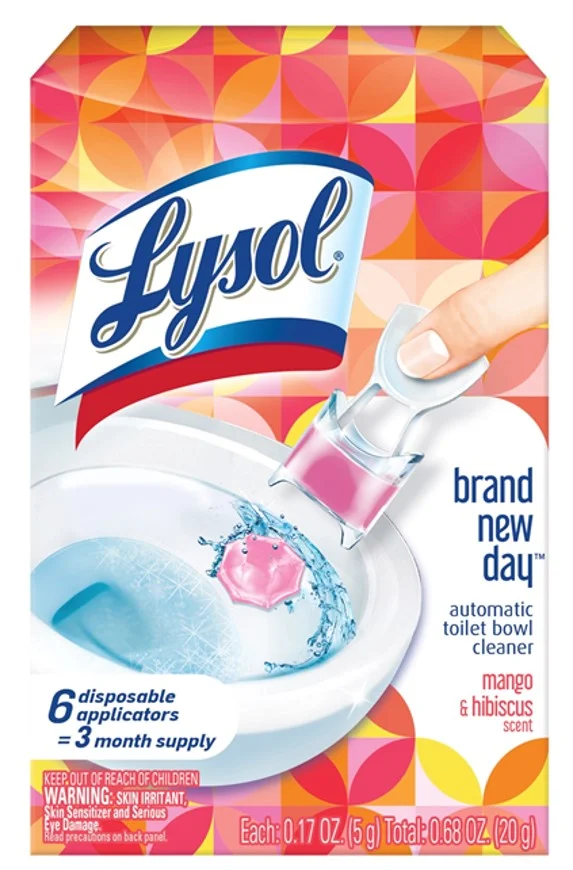 Lysol®
brand
new
day™
automatic
toilet bowl
cleaner
mango
& hibiscus
scent
6 disposable
applicators
= 3 month supply
KEEP OUT OF REACH OF CHILDREN
WARNING: SKIN IRRITANT,
Skin Sensitizer and Serious
Eye Damage.
Read precautions on back panel.
Each: 0.17 OZ. (5 g) Total: 0.68 OZ. (20 g)